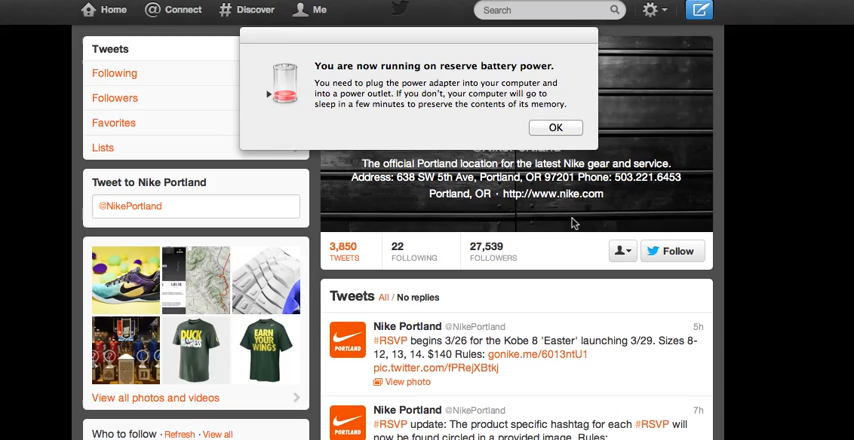 Home
Connect
Discover
Me
Search
You are now running on reserve battery power.
You need to plug the power adapter into your computer and
into a power outlet. If you don't, your computer will go to
sleep in a few minutes to preserve the contents of its memory.
OK
Tweets
Following
Followers
Favorites
Lists
The official Portland location for the latest Nike gear and service.
Address: 638 SW 5th Ave, Portland, OR 97201 Phone: 503.221.6453
Portland, OR · http://www.nike.com
Tweet to Nike Portland
@NikePortland
3,850
TWEETS
22
FOLLOWING
27,539
FOLLOWERS
Follow
DUCK
EARN
YOUR
WINGS
View all photos and videos
Who to follow · Refresh · View all
Tweets All / No replies
Nike Portland @NikePortland 5h
#RSVP begins 3/26 for the Kobe 8 'Easter' launching 3/29. Sizes 8-
12, 13, 14. $140 Rules: gonike.me/6013ntU1
pic.twitter.com/fPRejXBtkj
View photo
PORTLAND
Nike Portland @NikePortland 7h
#RSVP update: The product specific hashtag for each #RSVP will
now be found circled in a provided image. Rules:
PORTLAND